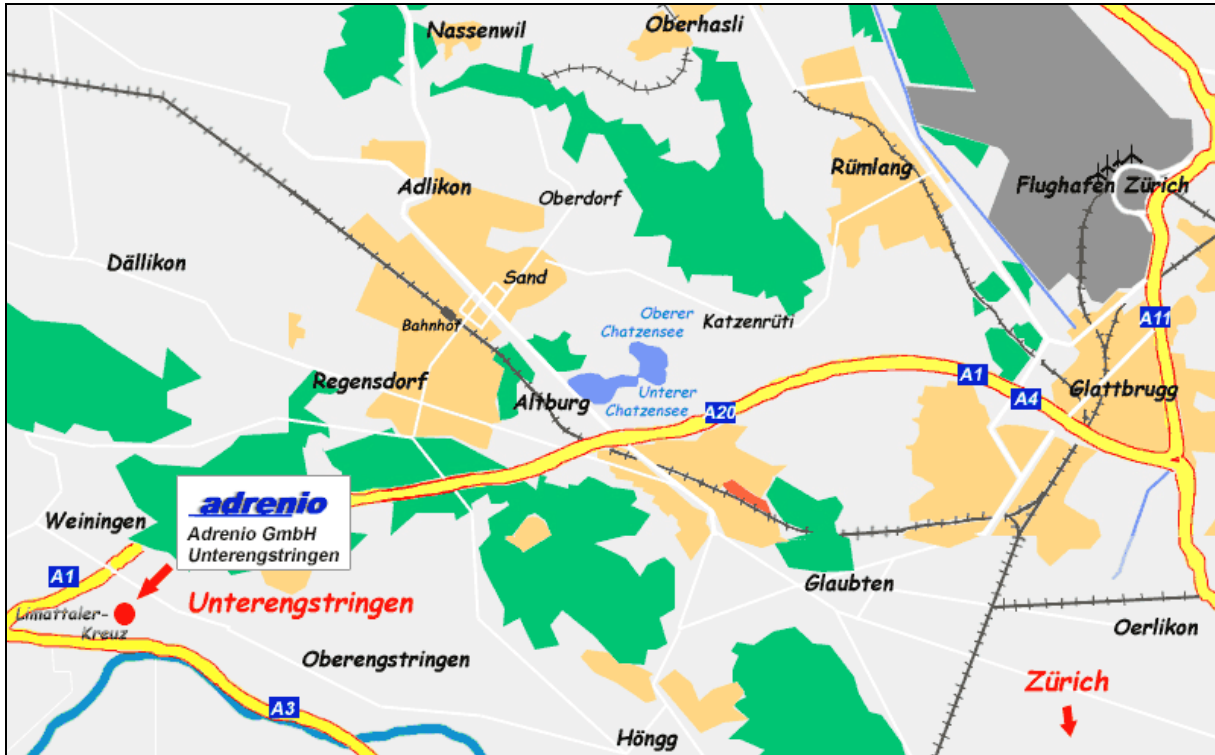 Nassenwil
Oberhasli
Rümlang
Flughafen Zürich
Adlikon
Oberdorf
Dällikon
Sand
Bahnhof
Oberer
Chatzensee
Katzenrüti
A11
Regensdorf
Altburg
Unterer
Chatzensee
A20
A1
A4
Glattbrugg
adrenio
Adrenio GmbH
Unterengstringen
Weiningen
A1
Unterengstringen
Limattaler-
Kreuz
Glaubten
Oerlikon
Oberengstringen
Zürich
A3
Höngg